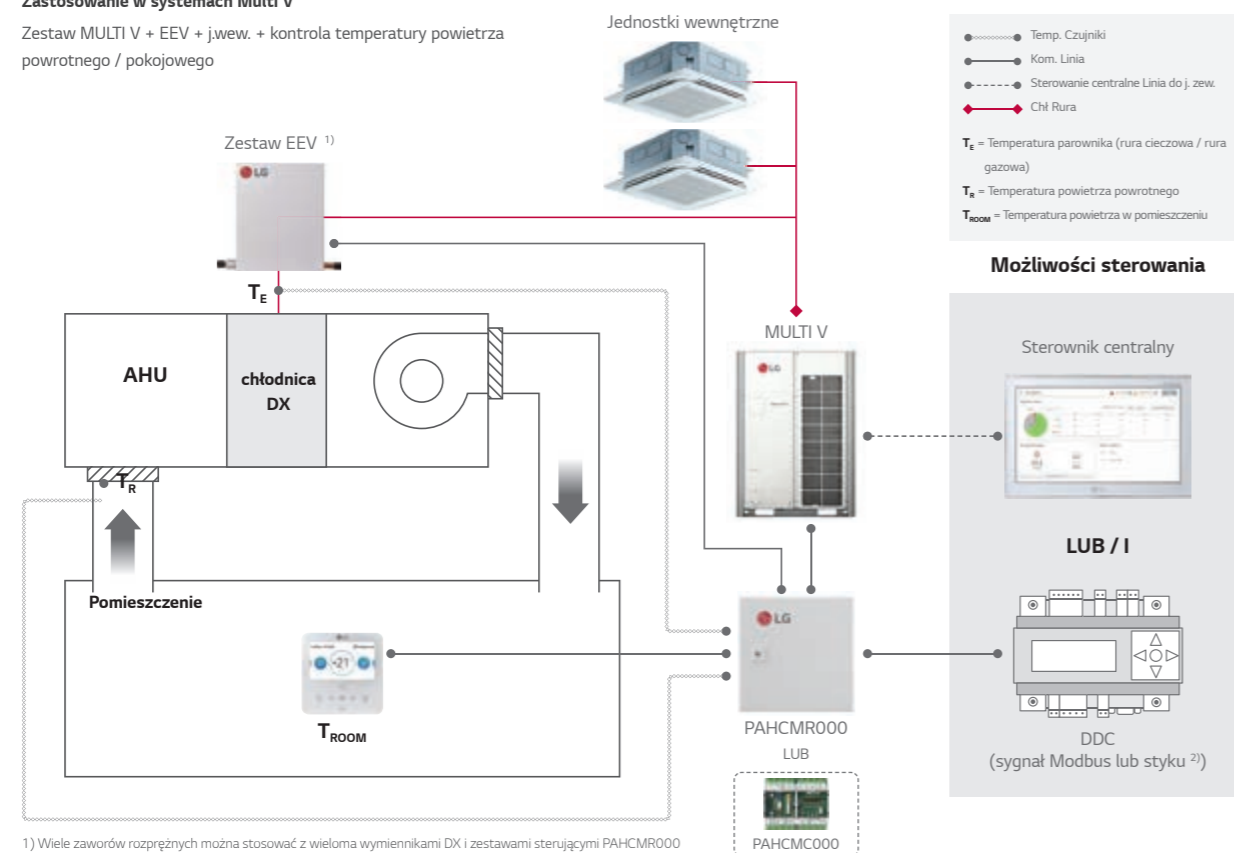 Zastosowanie w systemach Multi V
Zestaw MULTI V + EEV + j.wew. + kontrola temperatury powietrza
powrotnego / pokojowego
Jednostki wewnętrzne
Temp. Czujniki
Kom. Linia
Sterowanie centralne Linia do j. zew.
Chł Rura
TE = Temperatura parownika (rura cieczowa / rura
gazowa)
TR = Temperatura powietrza powrotnego
TROOM = Temperatura powietrza w pomieszczeniu
Zestaw EEV 1)
LG
TE
AHU
chłodnica
DX
TR
Pomieszczenie
21
TROOM
MULTI V
LG
LG
PAHCMR000
LUB
PAHCMC000
Możliwości sterowania
Sterownik centralny
LUB / I
DDC
(sygnał Modbus lub styku 2))
1) Wiele zaworów rozprężnych można stosować z wieloma wymiennikami DX i zestawami sterującymi PAHCMR000